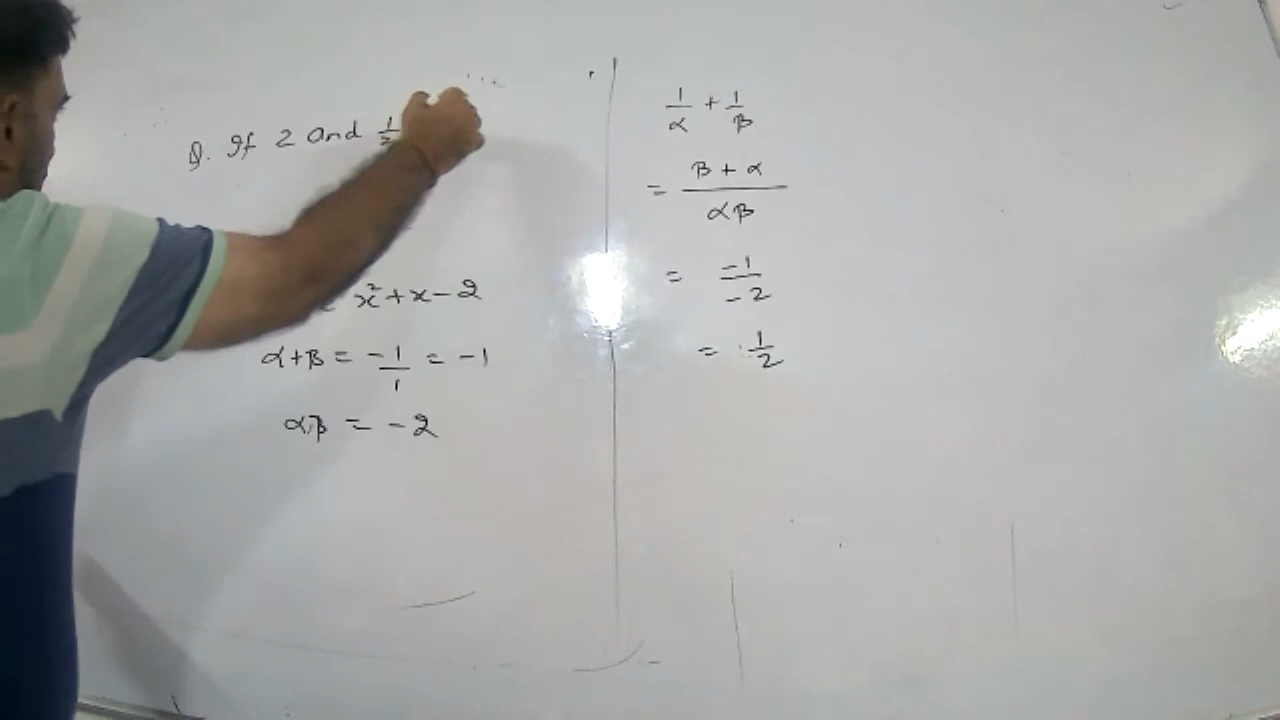 Q. If 2 and 1/2
x² + x - 2
α+β = -1/1 = -1
αβ = -2
1/α + 1/β
= β + α / αβ
= -1/-2
= 1/2